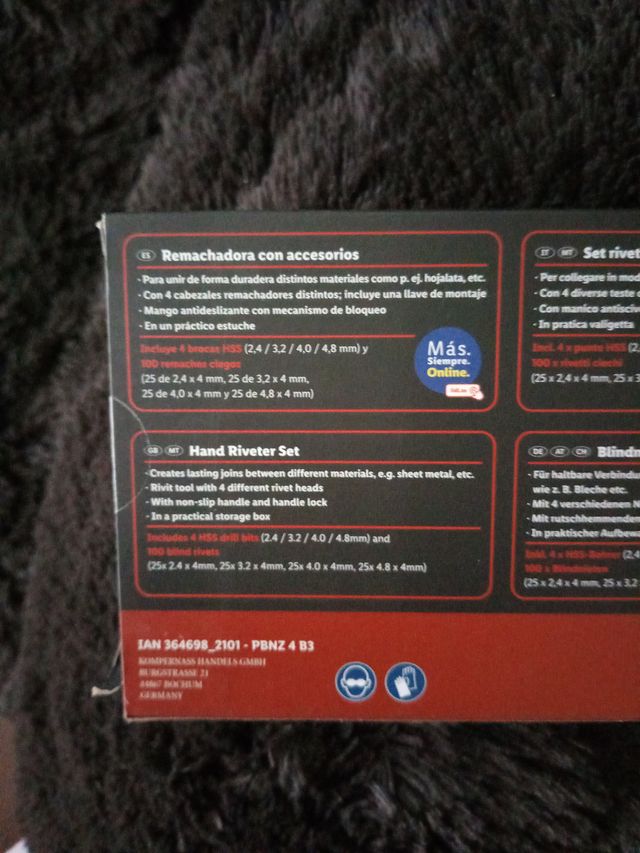 ES Remachadora con accesorios
· Para unir de forma duradera distintos materiales como p. ej. hojalata, etc.
· Con 4 cabezales remachadores distintos; incluye una llave de montaje
· Mango antideslizante con mecanismo de bloqueo
· En un práctico estuche
Incluye 4 brocas HSS (2,4 / 3,2 / 4,0 / 4,8 mm) y
100 remaches ciegos
(25 de 2,4 x 4 mm, 25 de 3,2 x 4 mm,
25 de 4,0 x 4 mm y 25 de 4,8 x 4 mm)
Más.
Siempre.
Online.
GB MT Hand Riveter Set
· Creates lasting joins between different materials, e.g. sheet metal, etc.
· Rivit tool with 4 different rivet heads
· With non-slip handle and handle lock
· In a practical storage box
Includes 4 HSS drill bits (2.4 / 3.2 / 4.0 / 4.8mm) and
100 blind rivets
(25x 2.4 x 4mm, 25x 3.2 x 4mm, 25x 4.0 x 4mm, 25x 4.8 x 4mm)
IT MT Set rivet
· Per collegare in mod
· Con 4 diverse teste
· Con manico antisciv
· In pratica valigetta
Incl. 4 x punte HSS (2,
100 x rivetti ciechi
(25 x 2,4 x 4 mm, 25 x 3
DE AT CH Blindn
· Für haltbare Verbindu
wie z. B. Bleche etc.
· Mit 4 verschiedenen N
· Mit rutschhemmenden
· In praktischer Aufbewa
Inkl. 4 x HSS-Bohrer (2,4
100 x Blindnieten
(25 x 2,4 x 4 mm, 25 x 3,2
IAN 364698_2101 - PBNZ 4 B3
KOMPERNASS HANDELS GMBH
BURGSTRASSE 21
44867 BOCHUM
GERMANY